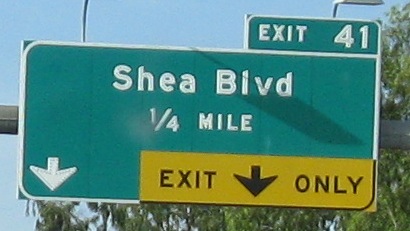 EXIT 41
Shea Blvd
1/4 MILE
EXIT ONLY